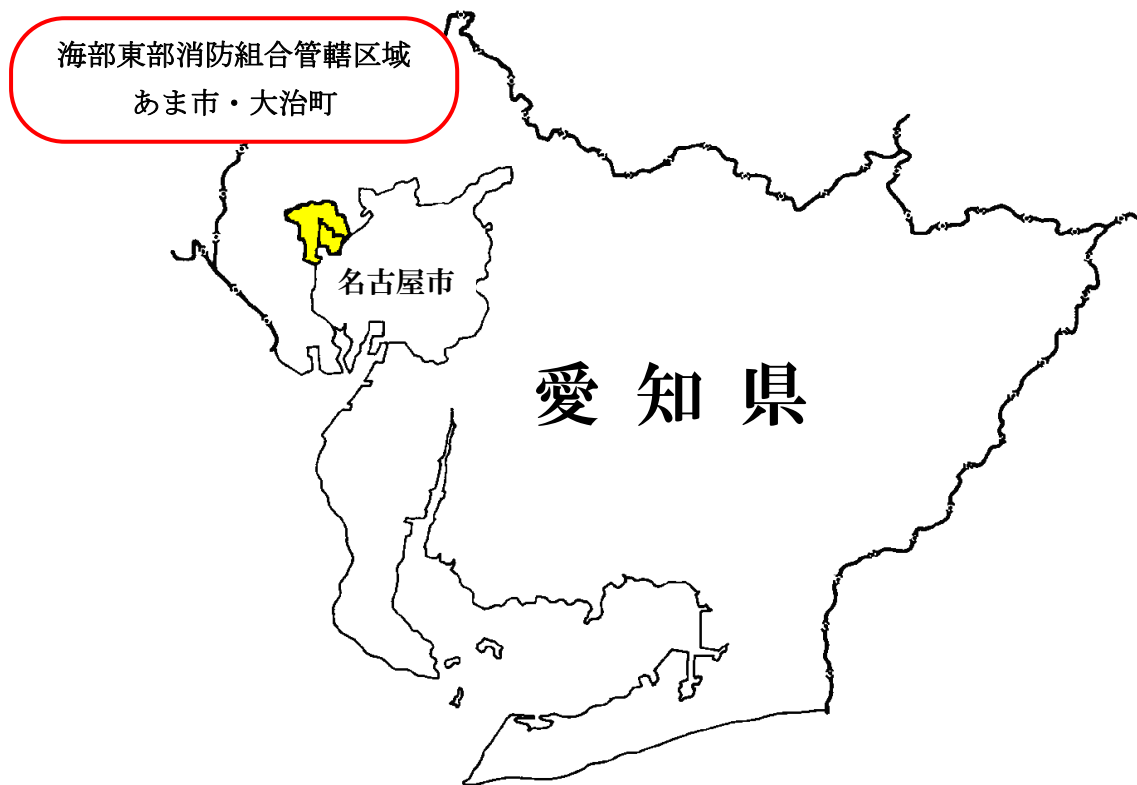 海部東部消防組合管轄区域
あま市・大治町
名古屋市
愛知県